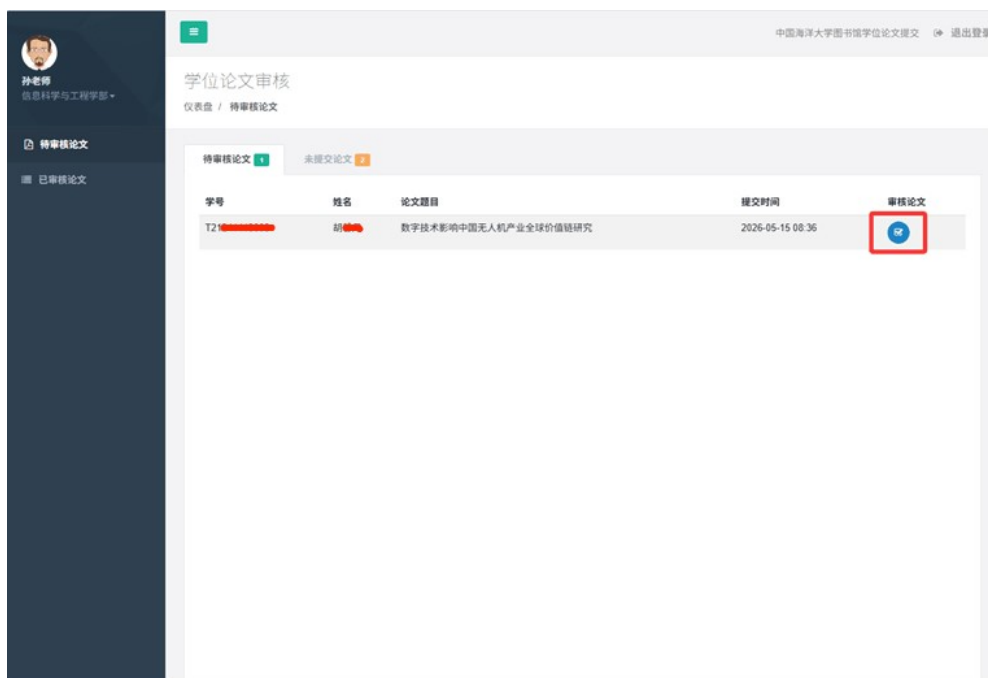 中国海洋大学图书馆学位论文提交 退出登录
孙老师
信息科学与工程学部
学位论文审核
仪表盘 / 待审核论文
待审核论文
已审核论文
待审核论文 1 未提交论文 2
学号 姓名 论文题目 提交时间 审核论文
T21 胡 数字技术影响中国无人机产业全球价值链研究 2026-05-15 08:36